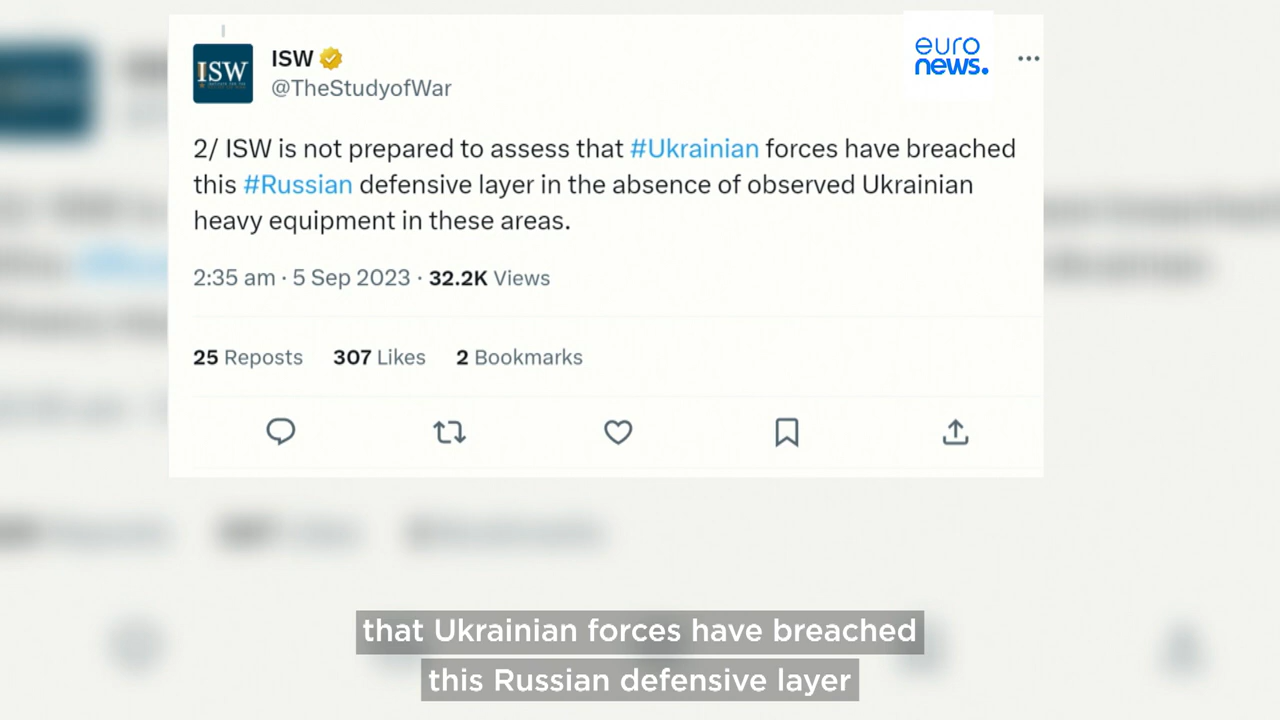 ISW
ISW
@TheStudyofWar
euro
news.
2/ ISW is not prepared to assess that #Ukrainian forces have breached
this #Russian defensive layer in the absence of observed Ukrainian
heavy equipment in these areas.
2:35 am · 5 Sep 2023 · 32.2K Views
25 Reposts 307 Likes 2 Bookmarks
that Ukrainian forces have breached
this Russian defensive layer